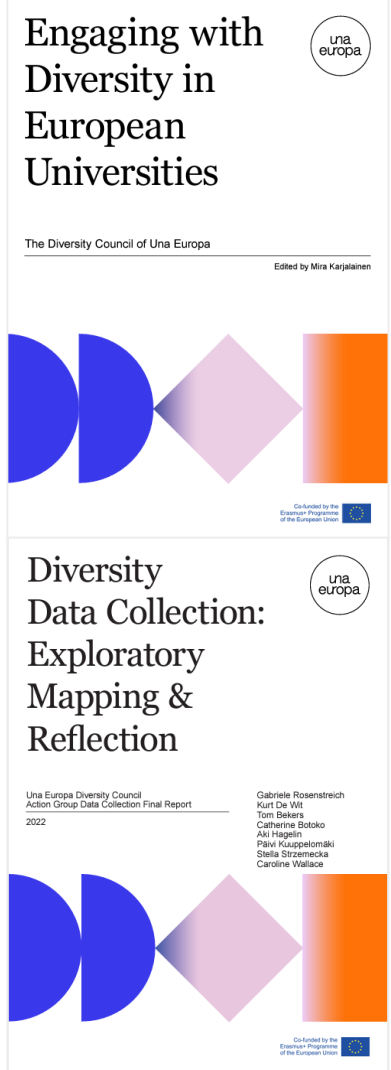 Engaging with
Diversity in
European
Universities
una
europa
The Diversity Council of Una Europa
Edited by Mira Karjalainen
Co-funded by the
Erasmus+ Programme
of the European Union
Diversity
Data Collection:
Exploratory
Mapping &
Reflection
una
europa
Una Europa Diversity Council
Action Group Data Collection Final Report
2022
Gabriele Rosenstreich
Kurt De Wit
Tom Bekers
Catherine Botoko
Aki Hagelin
Päivi Kuuppelomäki
Stella Strzemecka
Caroline Wallace
Co-funded by the
Erasmus+ Programme
of the European Union